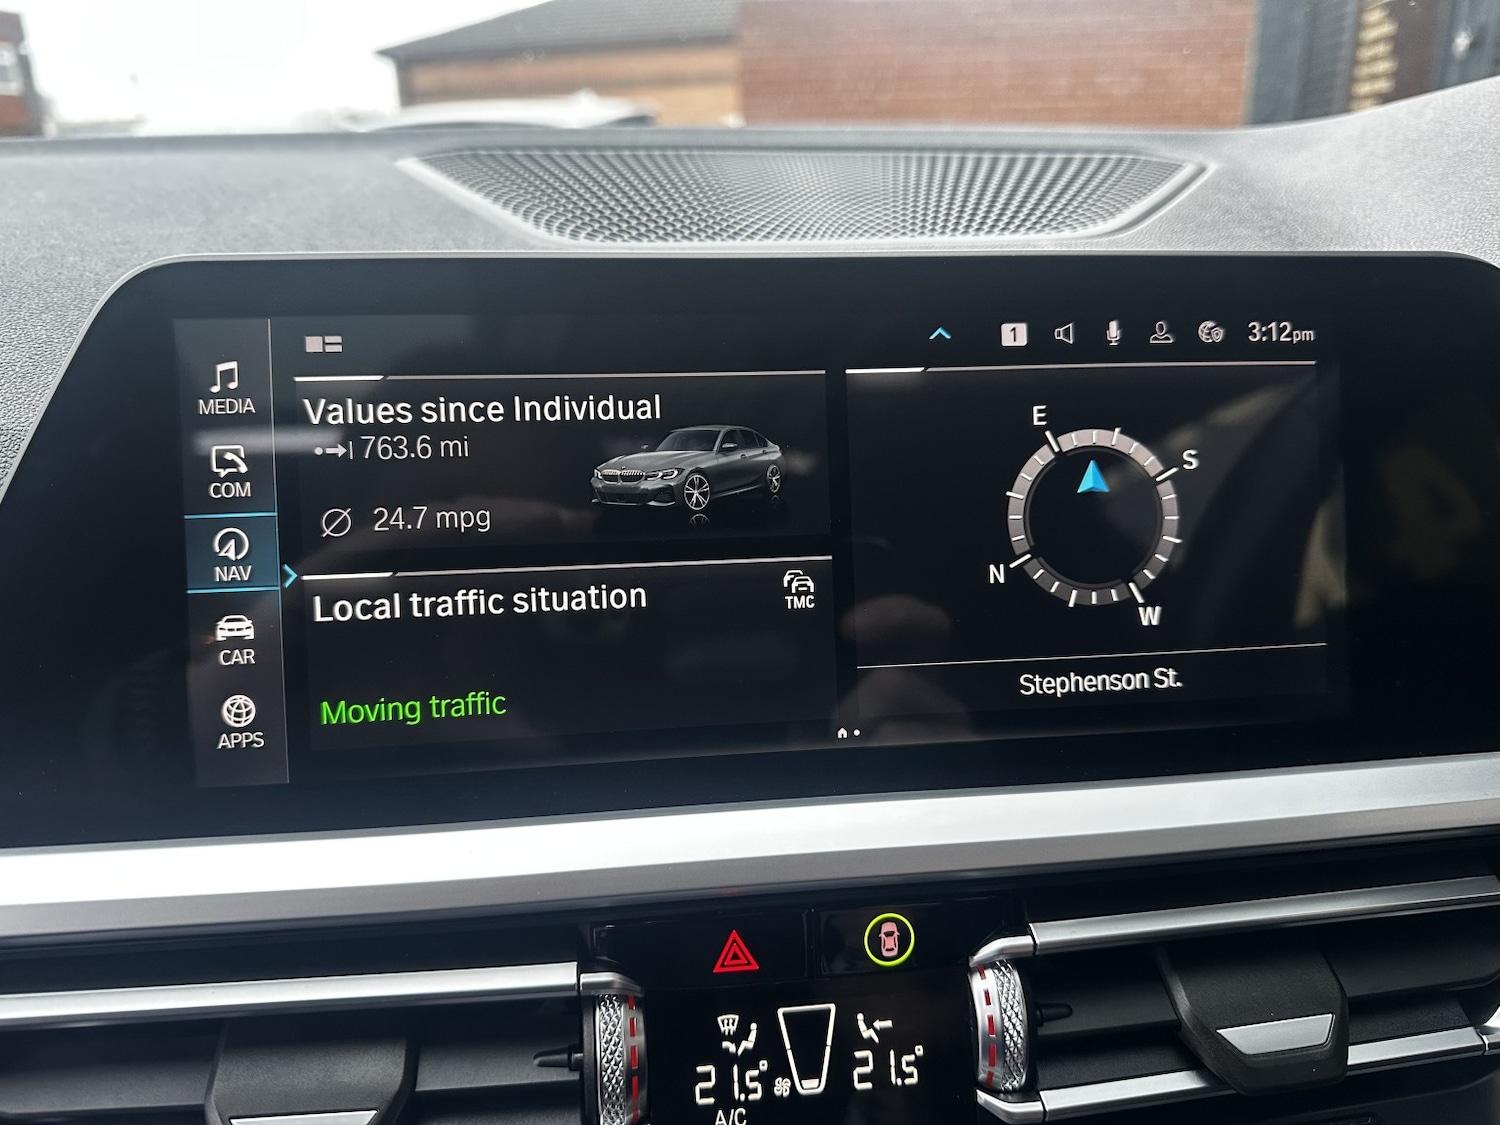 1
3:12pm
MEDIA
COM
NAV
CAR
APPS
Values since Individual
763.6 mi
24.7 mpg
Local traffic situation
TMC
Moving traffic
E
S
N
W
Stephenson St.
21.5°
21.5°
A/C